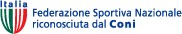 Italia
Federazione Sportiva Nazionale
riconosciuta dal Coni